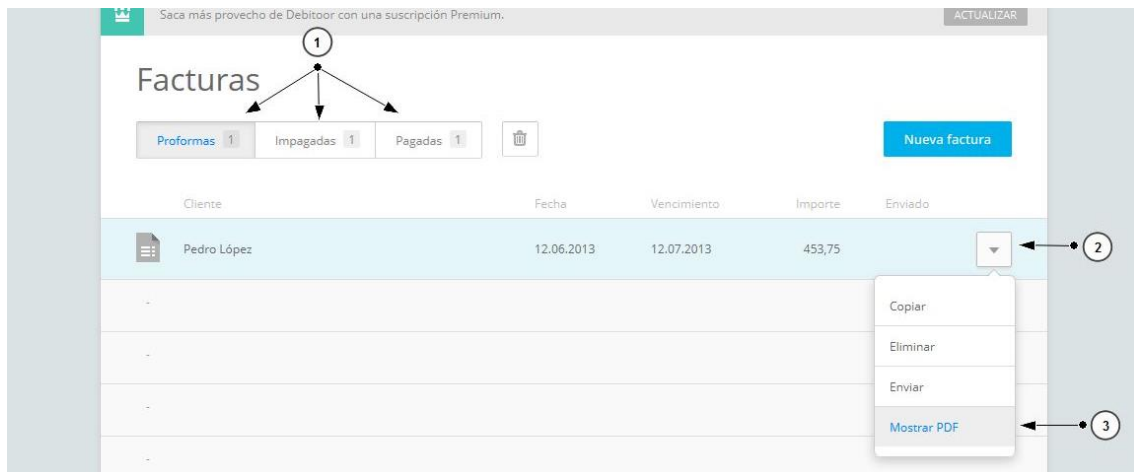 Saca más provecho de Debitoor con una suscripción Premium.
ACTUALIZAR
1
Facturas
Proformas 1 Impagadas 1 Pagadas 1
Nueva factura
Cliente Fecha Vencimiento Importe Enviado
Pedro López 12.06.2013 12.07.2013 453,75
2
-
Copiar
-
Eliminar
Enviar
-
Mostrar PDF
3
-